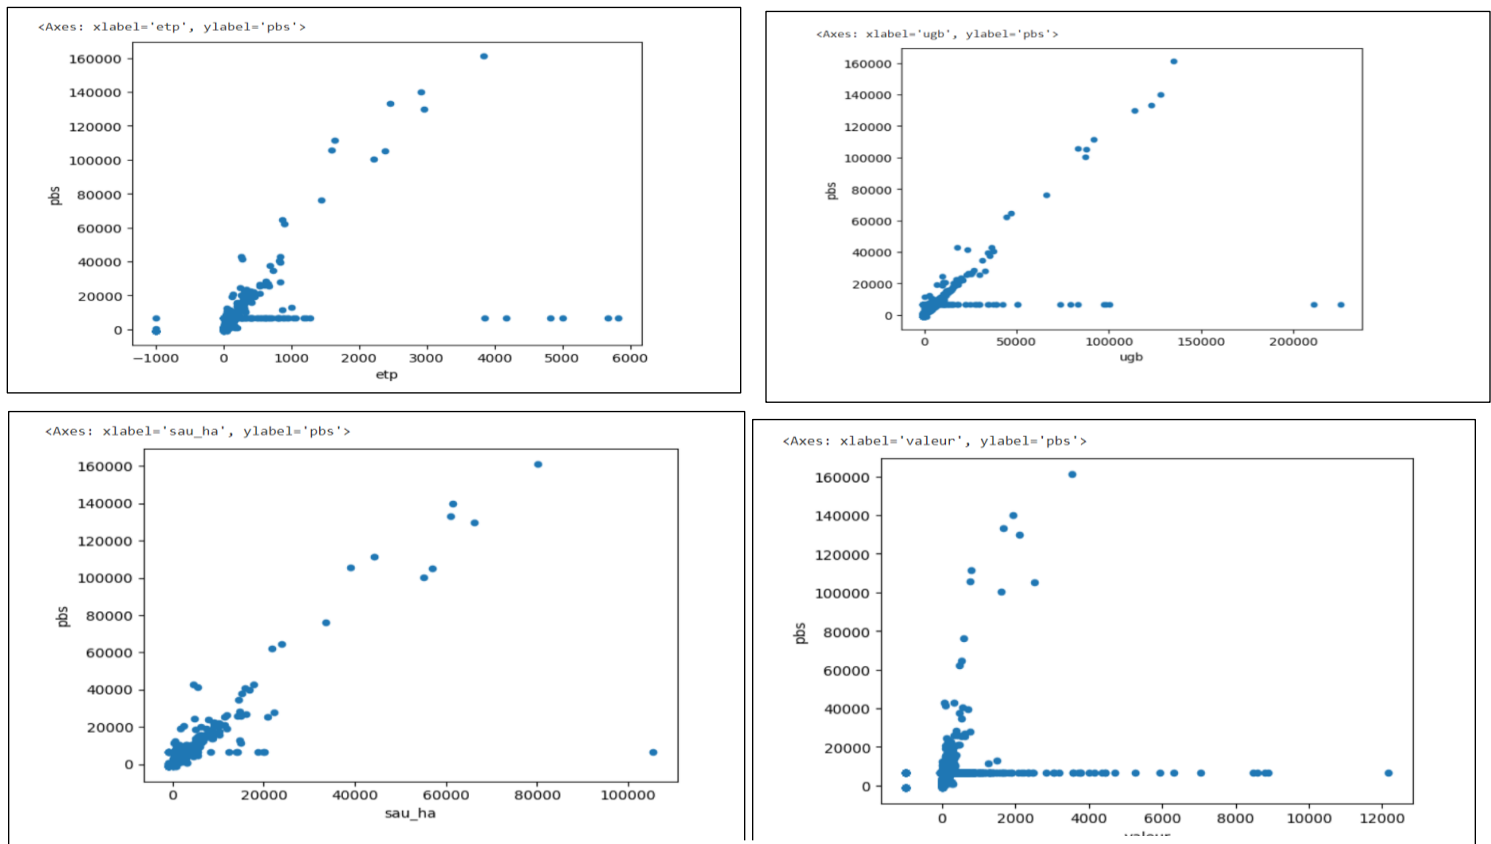 <Axes: xlabel='etp', ylabel='pbs'>
160000
140000
120000
100000
80000
60000
40000
20000
0
pbs
−1000 0 1000 2000 3000 4000 5000 6000
etp
<Axes: xlabel='ugb', ylabel='pbs'>
160000
140000
120000
100000
80000
60000
40000
20000
0
pbs
0 50000 100000 150000 200000
ugb
<Axes: xlabel='sau_ha', ylabel='pbs'>
160000
140000
120000
100000
80000
60000
40000
20000
0
pbs
0 20000 40000 60000 80000 100000
sau_ha
<Axes: xlabel='valeur', ylabel='pbs'>
160000
140000
120000
100000
80000
60000
40000
20000
0
pbs
0 2000 4000 6000 8000 10000 12000
valeur